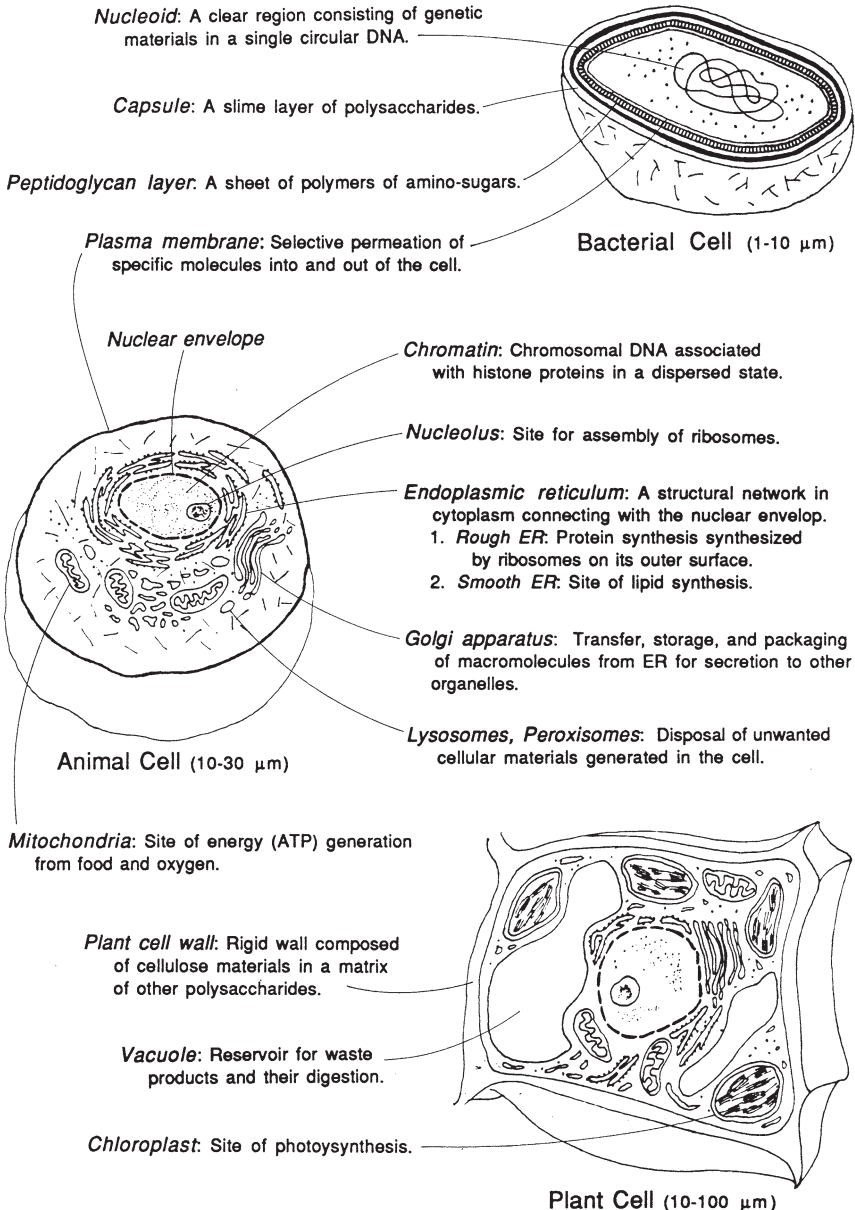 Nucleoid: A clear region consisting of genetic
materials in a single circular DNA.
Capsule: A slime layer of polysaccharides.
Peptidoglycan layer: A sheet of polymers of amino-sugars.
Plasma membrane: Selective permeation of
specific molecules into and out of the cell.
Bacterial Cell (1-10 μm)
Nuclear envelope
Chromatin: Chromosomal DNA associated
with histone proteins in a dispersed state.
Nucleolus: Site for assembly of ribosomes.
Endoplasmic reticulum: A structural network in
cytoplasm connecting with the nuclear envelop.
1. Rough ER: Protein synthesis synthesized
by ribosomes on its outer surface.
2. Smooth ER: Site of lipid synthesis.
Golgi apparatus: Transfer, storage, and packaging
of macromolecules from ER for secretion to other
organelles.
Lysosomes, Peroxisomes: Disposal of unwanted
cellular materials generated in the cell.
Animal Cell (10-30 μm)
Mitochondria: Site of energy (ATP) generation
from food and oxygen.
Plant cell wall: Rigid wall composed
of cellulose materials in a matrix
of other polysaccharides.
Vacuole: Reservoir for waste
products and their digestion.
Chloroplast: Site of photoysynthesis.
Plant Cell (10-100 μm)